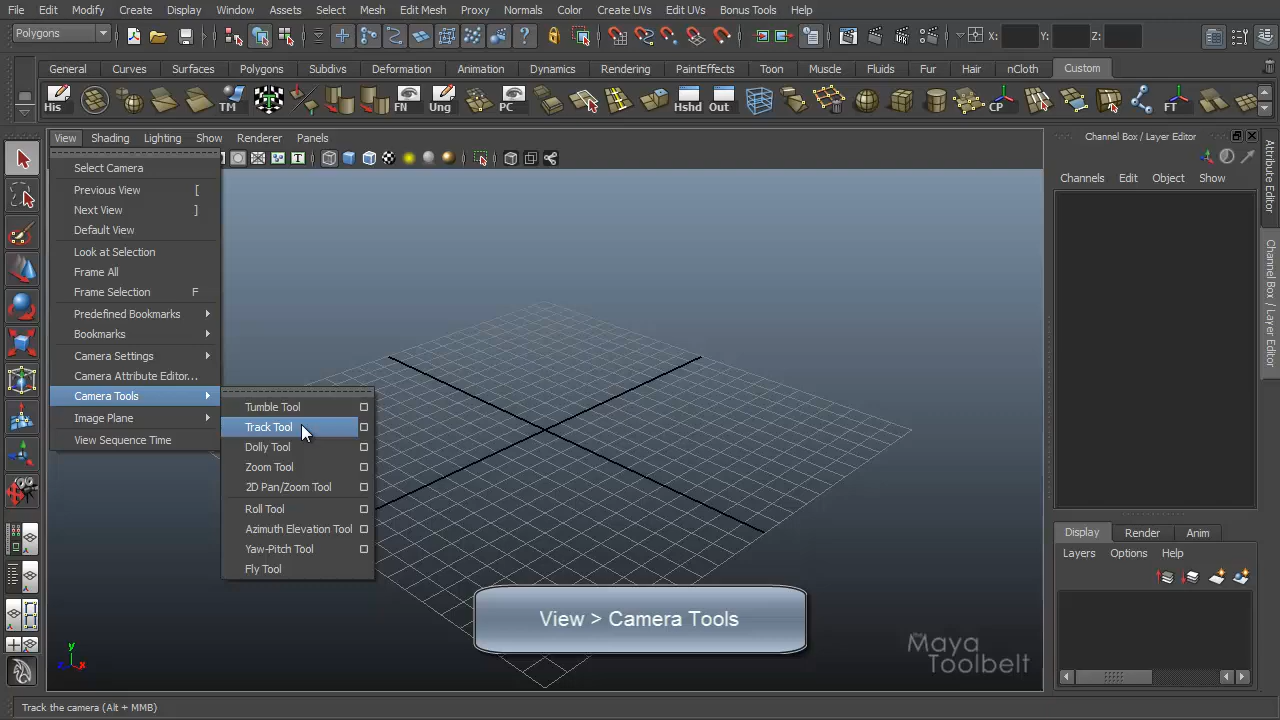 File Edit Modify Create Display Window Assets Select Mesh Edit Mesh Proxy Normals Color Create UVs Edit UVs Bonus Tools Help
Polygons X: Y: Z:
General Curves Surfaces Polygons Subdivs Deformation Animation Dynamics Rendering PaintEffects Toon Muscle Fluids Fur Hair nCloth Custom
His TM FN Ung PC Hshd Out CP FT
View Shading Lighting Show Renderer Panels
Channel Box / Layer Editor
Channels Edit Object Show
Attribute Editor
Channel Box / Layer Editor
Select Camera
Previous View [
Next View ]
Default View
Look at Selection
Frame All
Frame Selection F
Predefined Bookmarks
Bookmarks
Camera Settings
Camera Attribute Editor...
Camera Tools
Image Plane
View Sequence Time
Tumble Tool
Track Tool
Dolly Tool
Zoom Tool
2D Pan/Zoom Tool
Roll Tool
Azimuth Elevation Tool
Yaw-Pitch Tool
Fly Tool
View > Camera Tools
the Maya
Toolbelt
y
z x
Display Render Anim
Layers Options Help
Track the camera (Alt + MMB)